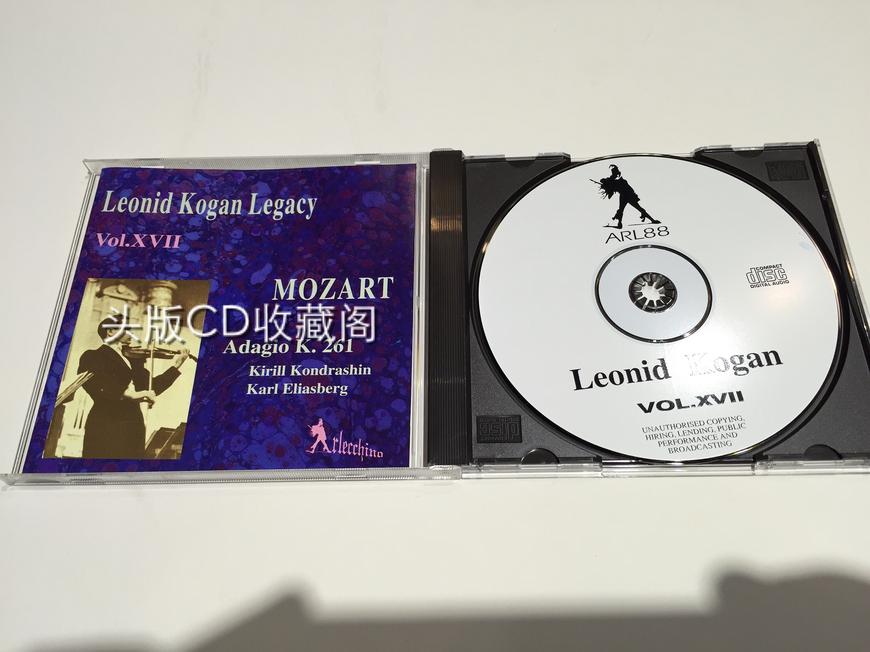 Leonid Kogan Legacy
Vol.XVII
MOZART
头版CD收藏阁
Adagio K. 261
Kirill Kondrashin
Karl Eliasberg
Arlecchino
ARL88
COMPACT
disc
DIGITAL AUDIO
Leonid Kogan
VOL.XVII
UNAUTHORISED COPYING,
HIRING, LENDING, PUBLIC
PERFORMANCE AND
BROADCASTING